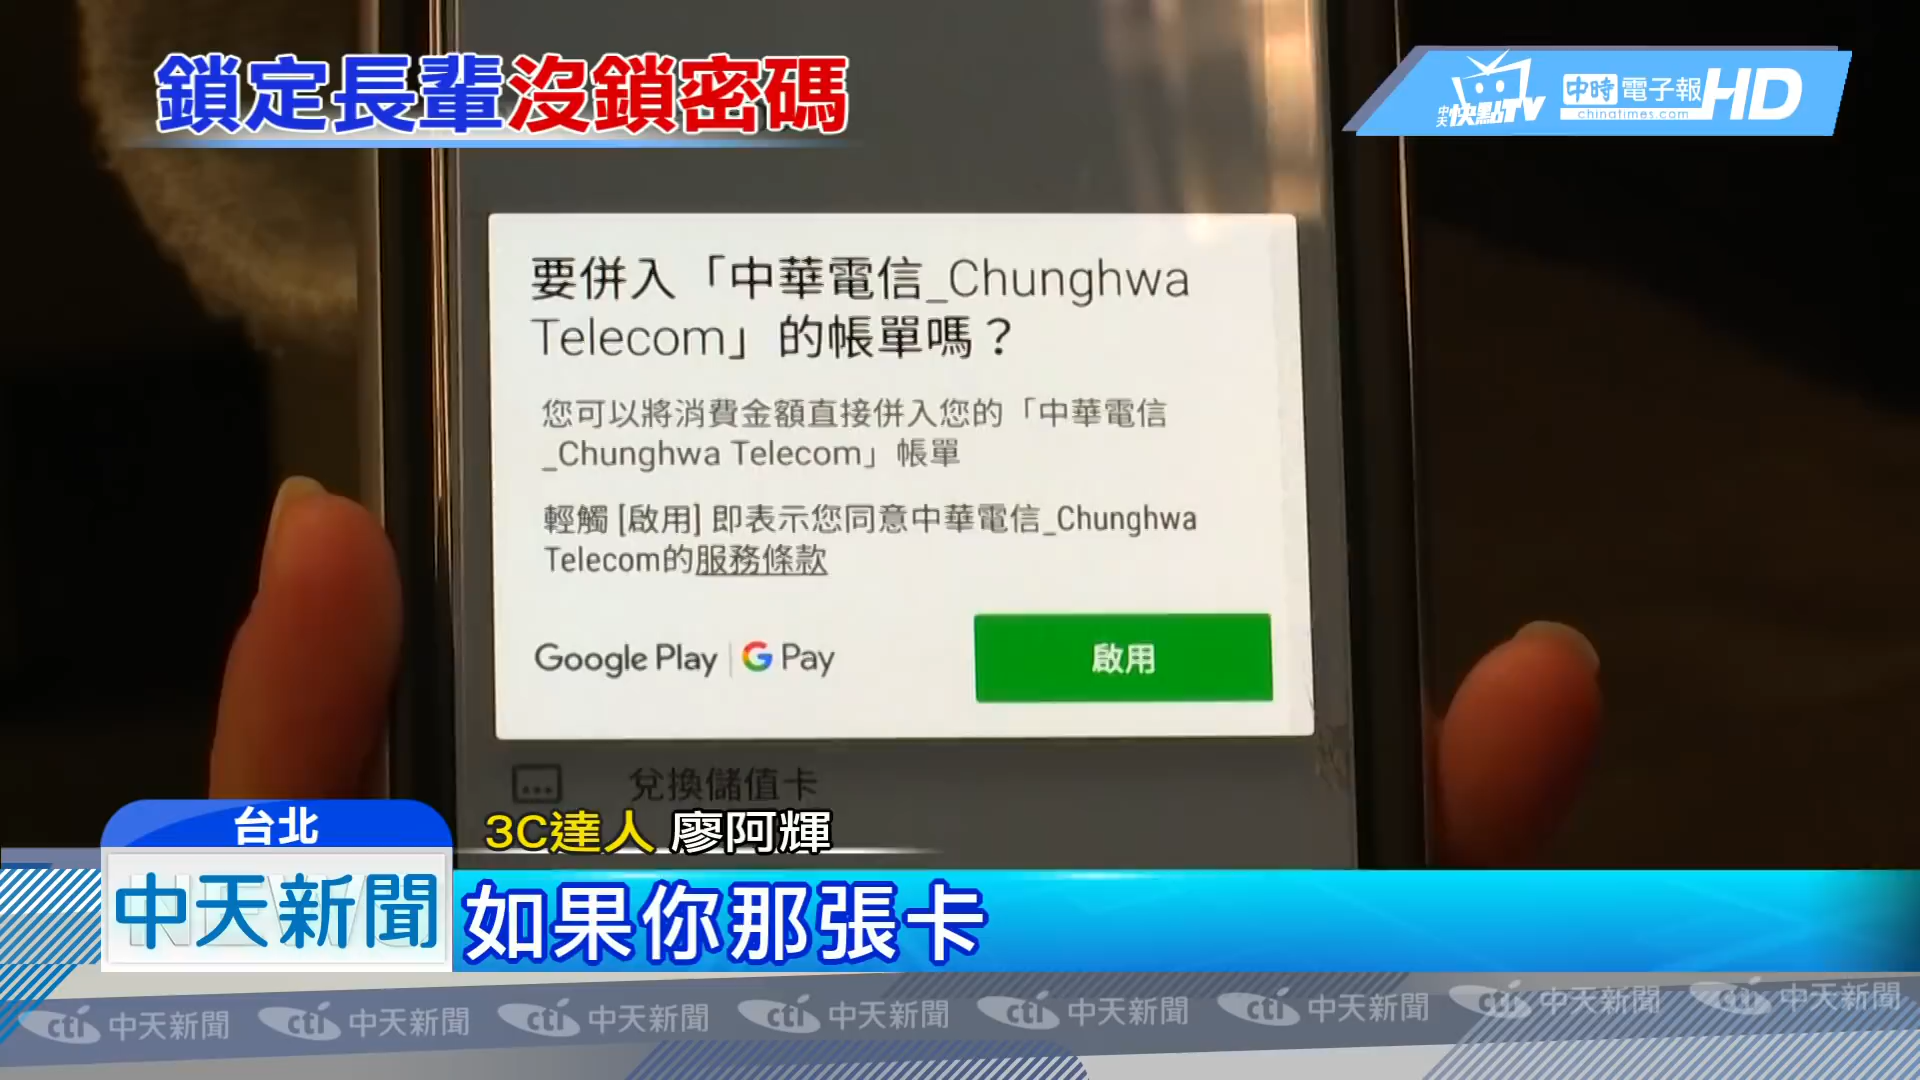 鎖定長輩沒鎖密碼
中天快點TV 中時電子報HD
chinatimes.com
要併入「中華電信_Chunghwa
Telecom」的帳單嗎？
您可以將消費金額直接併入您的「中華電信
_Chunghwa Telecom」帳單
輕觸 [啟用] 即表示您同意中華電信_Chunghwa
Telecom的服務條款
Google Play | G Pay
啟用
兌換儲值卡
台北
3C達人 廖阿輝
中天新聞
NEWS
如果你那張卡
cti 中天新聞 cti 中天新聞 cti 中天新聞 cti 中天新聞 cti 中天新聞 cti 中天新聞 cti 中天新聞 cti 中天新聞